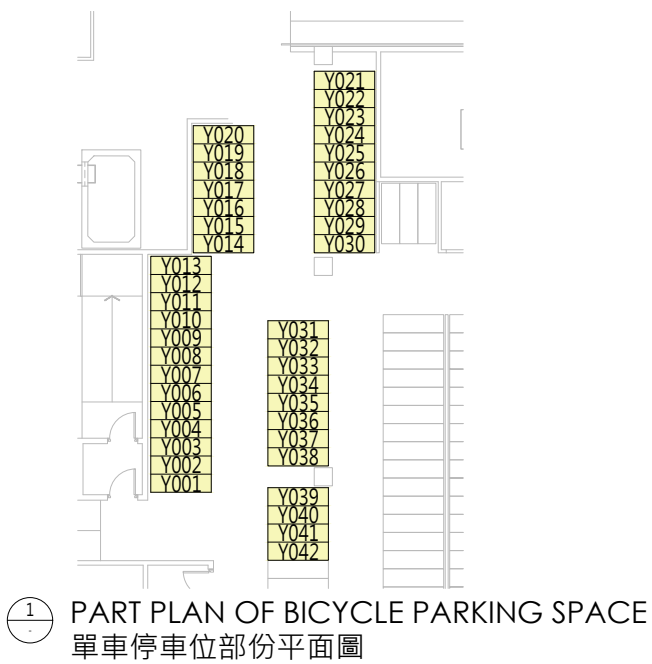 Y021
Y022
Y023
Y024
Y025
Y026
Y027
Y028
Y029
Y030
Y020
Y019
Y018
Y017
Y016
Y015
Y014
Y013
Y012
Y011
Y010
Y009
Y008
Y007
Y006
Y005
Y004
Y003
Y002
Y001
Y031
Y032
Y033
Y034
Y035
Y036
Y037
Y038
Y039
Y040
Y041
Y042
1
-
PART PLAN OF BICYCLE PARKING SPACE
單車停車位部份平面圖